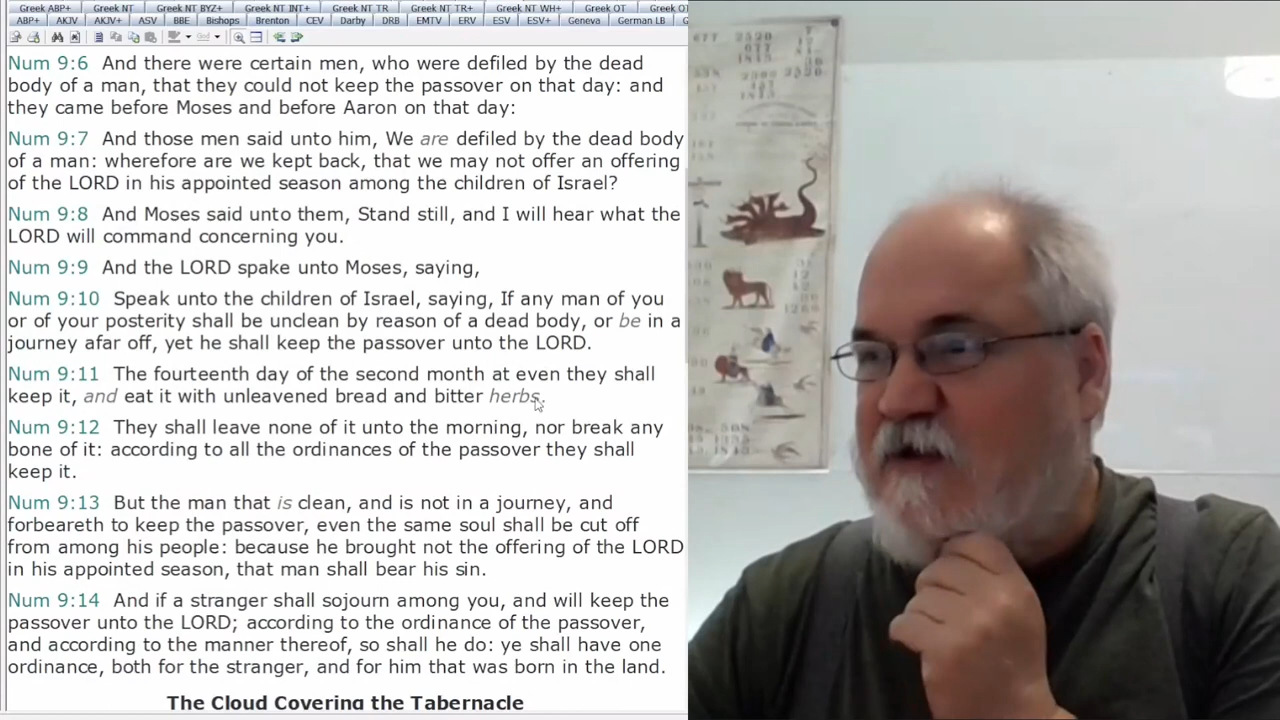 Greek ABP+ Greek NT Greek NT BYZ+ Greek NT INT+ Greek NT TR Greek NT TR+ Greek NT WH+ Greek OT Greek OT
ABP+ AKJV AKJV+ ASV BBE Bishops Brenton CEV Darby DRB EMTV ERV ESV ESV+ Geneva German LB G
Num 9:6 And there were certain men, who were defiled by the dead
body of a man, that they could not keep the passover on that day: and
they came before Moses and before Aaron on that day:
Num 9:7 And those men said unto him, We are defiled by the dead body
of a man: wherefore are we kept back, that we may not offer an offering
of the LORD in his appointed season among the children of Israel?
Num 9:8 And Moses said unto them, Stand still, and I will hear what the
LORD will command concerning you.
Num 9:9 And the LORD spake unto Moses, saying,
Num 9:10 Speak unto the children of Israel, saying, If any man of you
or of your posterity shall be unclean by reason of a dead body, or be in a
journey afar off, yet he shall keep the passover unto the LORD.
Num 9:11 The fourteenth day of the second month at even they shall
keep it, and eat it with unleavened bread and bitter herbs.
Num 9:12 They shall leave none of it unto the morning, nor break any
bone of it: according to all the ordinances of the passover they shall
keep it.
Num 9:13 But the man that is clean, and is not in a journey, and
forbeareth to keep the passover, even the same soul shall be cut off
from among his people: because he brought not the offering of the LORD
in his appointed season, that man shall bear his sin.
Num 9:14 And if a stranger shall sojourn among you, and will keep the
passover unto the LORD; according to the ordinance of the passover,
and according to the manner thereof, so shall he do: ye shall have one
ordinance, both for the stranger, and for him that was born in the land.
The Cloud Covering the Tabernacle
677 2520
677